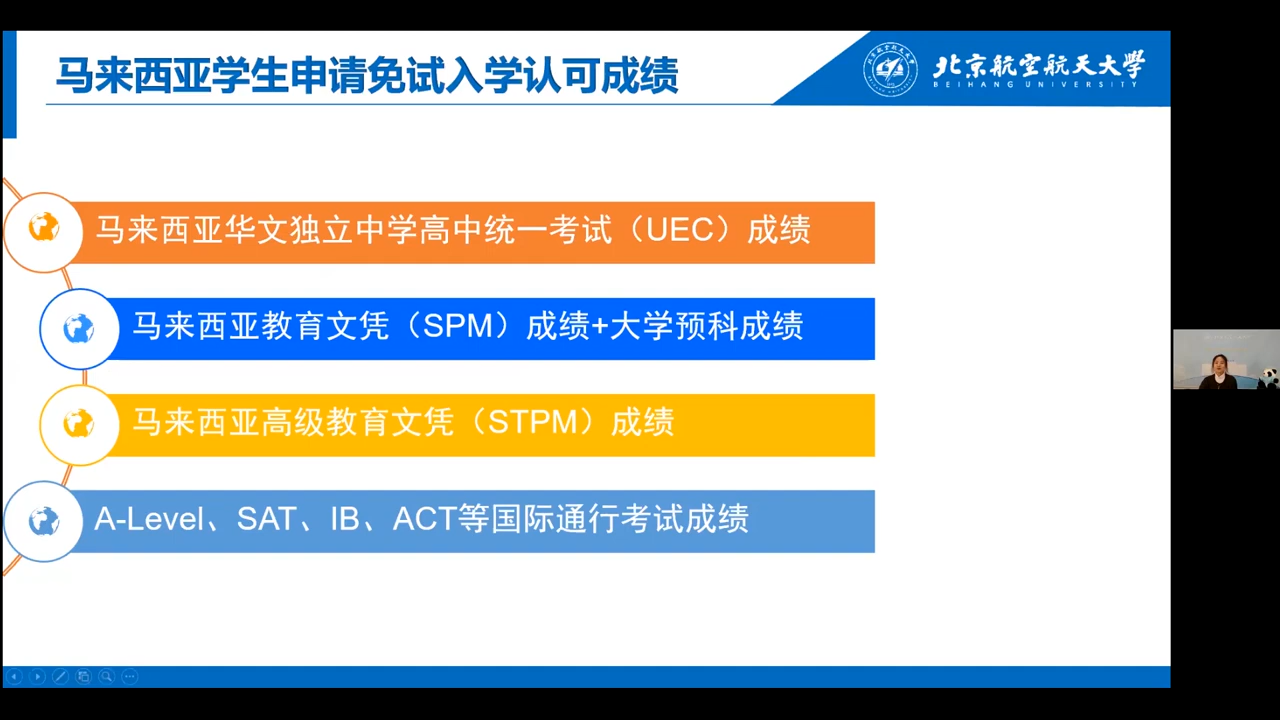 马来西亚学生申请免试入学认可成绩
北京航空航天大學
BEIHANG UNIVERSITY
马来西亚华文独立中学高中统一考试（UEC）成绩
马来西亚教育文凭（SPM）成绩+大学预科成绩
马来西亚高级教育文凭（STPM）成绩
A-Level、SAT、IB、ACT等国际通行考试成绩